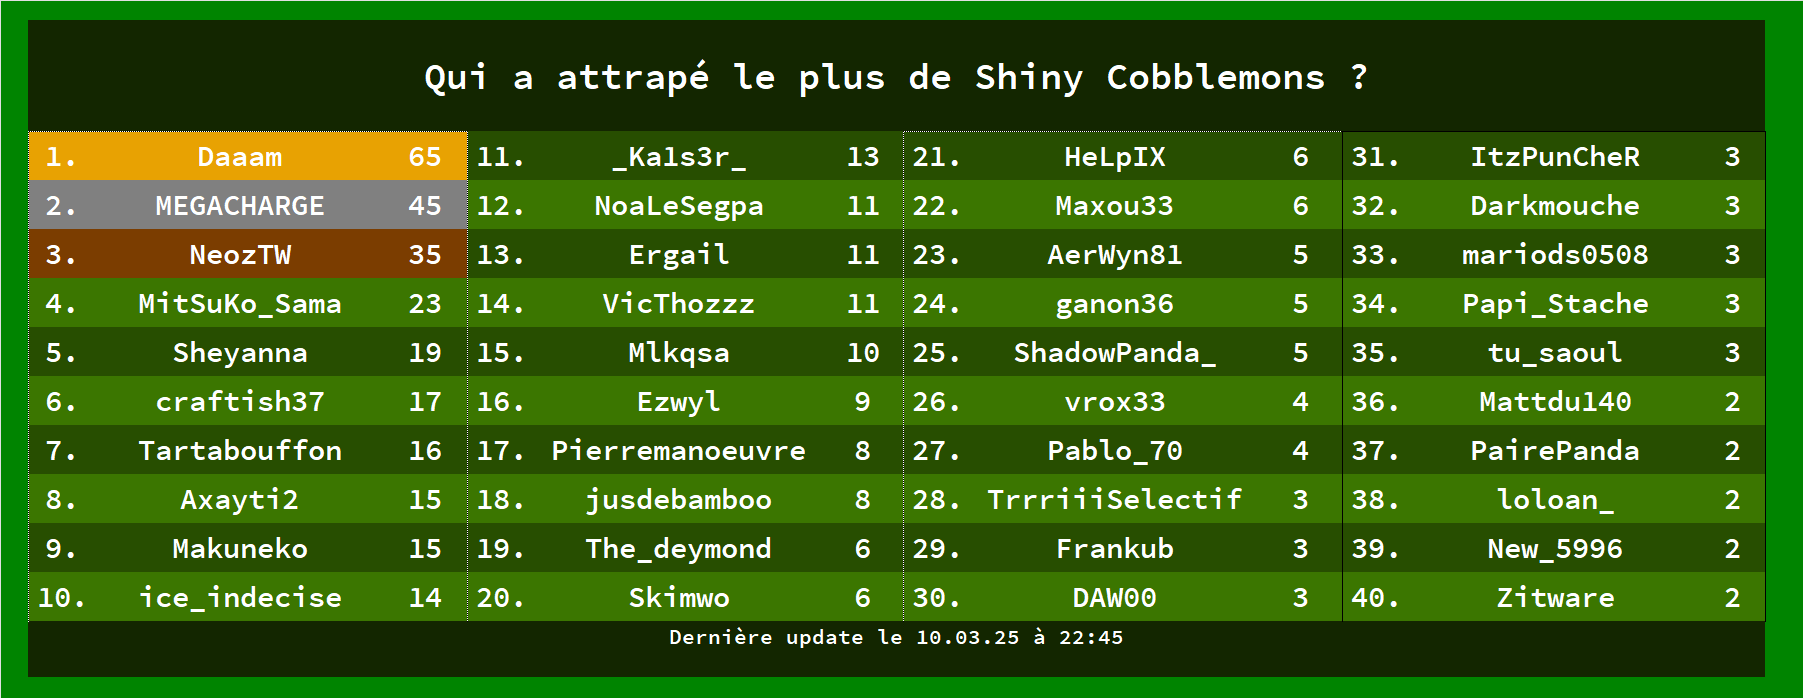 Qui a attrapé le plus de Shiny Cobblemons ?
1. Daaam 65 11. _Kals3r_ 13 21. HeLpIX 6 31. ItzPunCheR 3
2. MEGACHARGE 45 12. NoaLeSegpa 11 22. Maxou33 6 32. Darkmouche 3
3. NeozTW 35 13. Ergail 11 23. AerWyn81 5 33. mariods0508 3
4. MitSuKo_Sama 23 14. VicThozzz 11 24. ganon36 5 34. Papi_Stache 3
5. Sheyanna 19 15. Mlkqsa 10 25. ShadowPanda_ 5 35. tu_saoul 3
6. craftish37 17 16. Ezwyl 9 26. vrox33 4 36. Mattdu140 2
7. Tartabouffon 16 17. Pierremanoeuvre 8 27. Pablo_70 4 37. PairePanda 2
8. Axayti2 15 18. jusdebamboo 8 28. TrrriiiSelectif 3 38. loloan_ 2
9. Makuneko 15 19. The_deymond 6 29. Frankub 3 39. New_5996 2
10. ice_indecise 14 20. Skimwo 6 30. DAW00 3 40. Zitware 2
Dernière update le 10.03.25 à 22:45